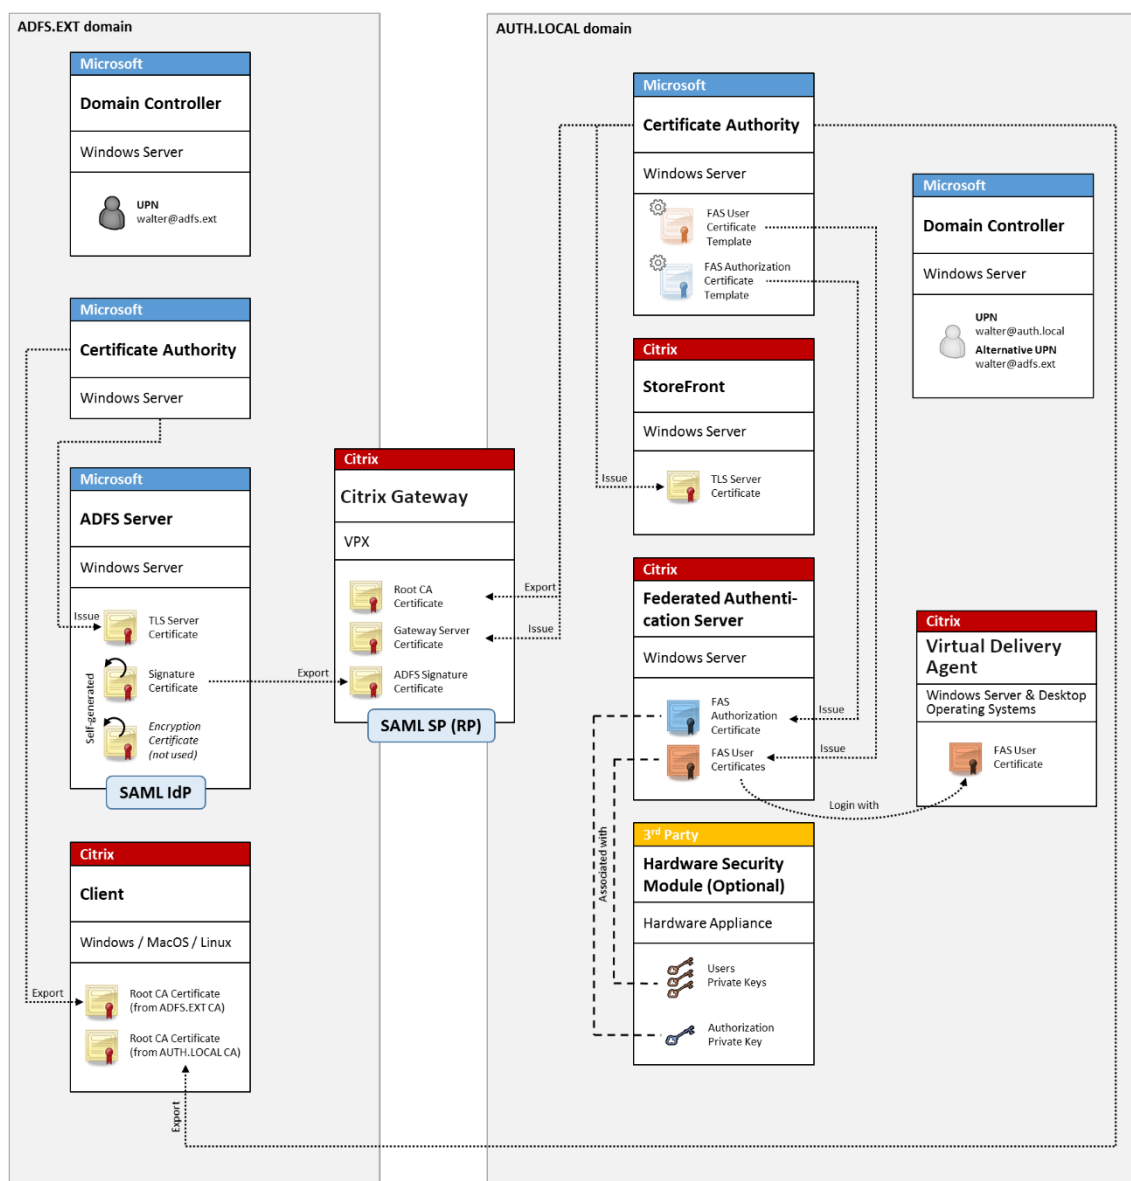 ADFS.EXT domain
Microsoft
Domain Controller
Windows Server
UPN
walter@adfs.ext
Microsoft
Certificate Authority
Windows Server
Microsoft
ADFS Server
Windows Server
Issue
TLS Server
Certificate
Self-generated
Signature
Certificate
Encryption
Certificate
(not used)
SAML IdP
Citrix
Client
Windows / MacOS / Linux
Export
Root CA Certificate
(from ADFS.EXT CA)
Root CA Certificate
(from AUTH.LOCAL CA)
Export
Citrix
Citrix Gateway
VPX
Root CA
Certificate
Export
Gateway Server
Certificate
Issue
Export
ADFS Signature
Certificate
SAML SP (RP)
AUTH.LOCAL domain
Microsoft
Certificate Authority
Windows Server
FAS User
Certificate
Template
FAS Authorization
Certificate
Template
Citrix
StoreFront
Windows Server
Issue
TLS Server
Certificate
Citrix
Federated Authenti-
cation Server
Windows Server
FAS
Authorization
Certificate
Issue
FAS User
Certificates
Issue
Login with
Associated with
3rd Party
Hardware Security
Module (Optional)
Hardware Appliance
Users
Private Keys
Authorization
Private Key
Microsoft
Domain Controller
Windows Server
UPN
walter@auth.local
Alternative UPN
walter@adfs.ext
Citrix
Virtual Delivery
Agent
Windows Server & Desktop
Operating Systems
FAS User
Certificate